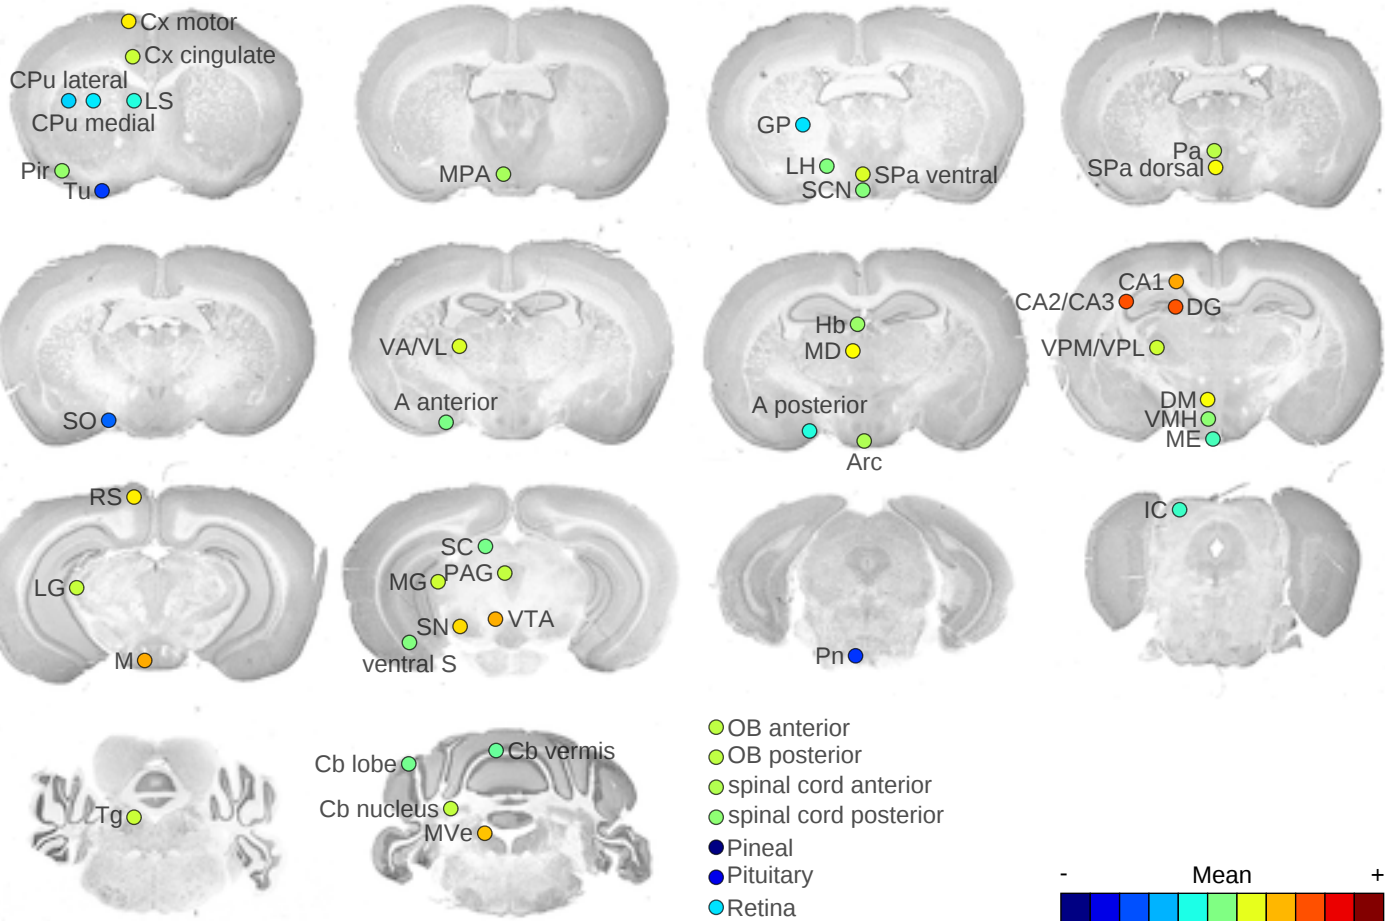 Cx motor
Cx cingulate
CPu lateral
LS
CPu medial
Pir
Tu
MPA
GP
LH
SPa ventral
SCN
Pa
SPa dorsal
SO
VA/VL
A anterior
Hb
MD
A posterior
Arc
CA1
CA2/CA3
DG
VPM/VPL
DM
VMH
ME
RS
LG
M
SC
MG
PAG
SN
VTA
ventral S
Pn
IC
Tg
Cb lobe
Cb vermis
Cb nucleus
MVe
OB anterior
OB posterior
spinal cord anterior
spinal cord posterior
Pineal
Pituitary
Retina
- Mean +